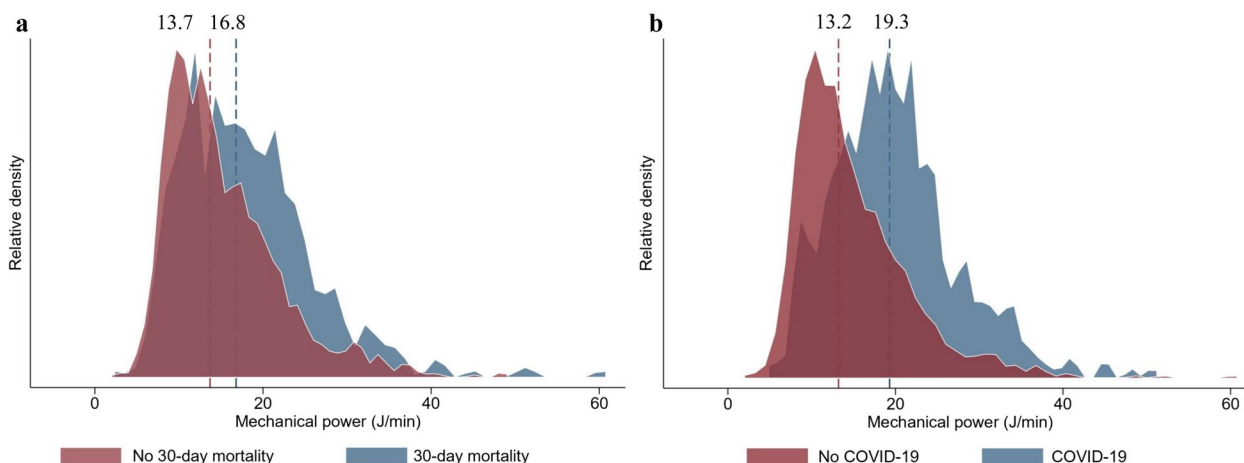 a
13.7 16.8
Relative density
0 20 40 60
Mechanical power (J/min)
No 30-day mortality 30-day mortality
b
13.2 19.3
Relative density
0 20 40 60
Mechanical power (J/min)
No COVID-19 COVID-19